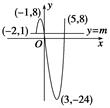 (-1,8)
y
(5,8)
(-2,1)
y=m
O
x
(3,-24)